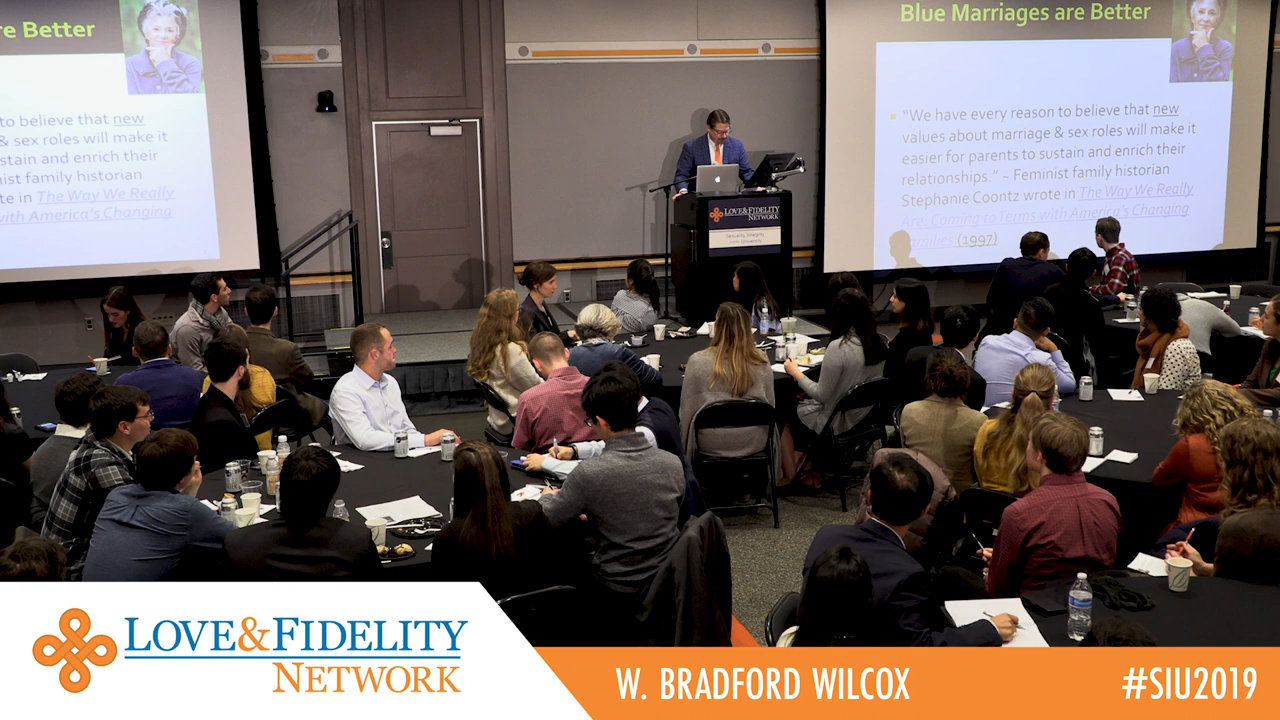 re Better
to believe that new
& sex roles will make it
stain and enrich their
nist family historian
te in The Way We Really
with America's Changing
Blue Marriages are Better
"We have every reason to believe that new
values about marriage & sex roles will make it
easier for parents to sustain and enrich their
relationships." – Feminist family historian
Stephanie Coontz wrote in The Way We Really
Are: Coming to Terms with America's Changing
Families (1997)
LOVE&FIDELITY
NETWORK
Sexuality, Integrity,
LOVE&FIDELITY
NETWORK
W. BRADFORD WILCOX
#SIU2019